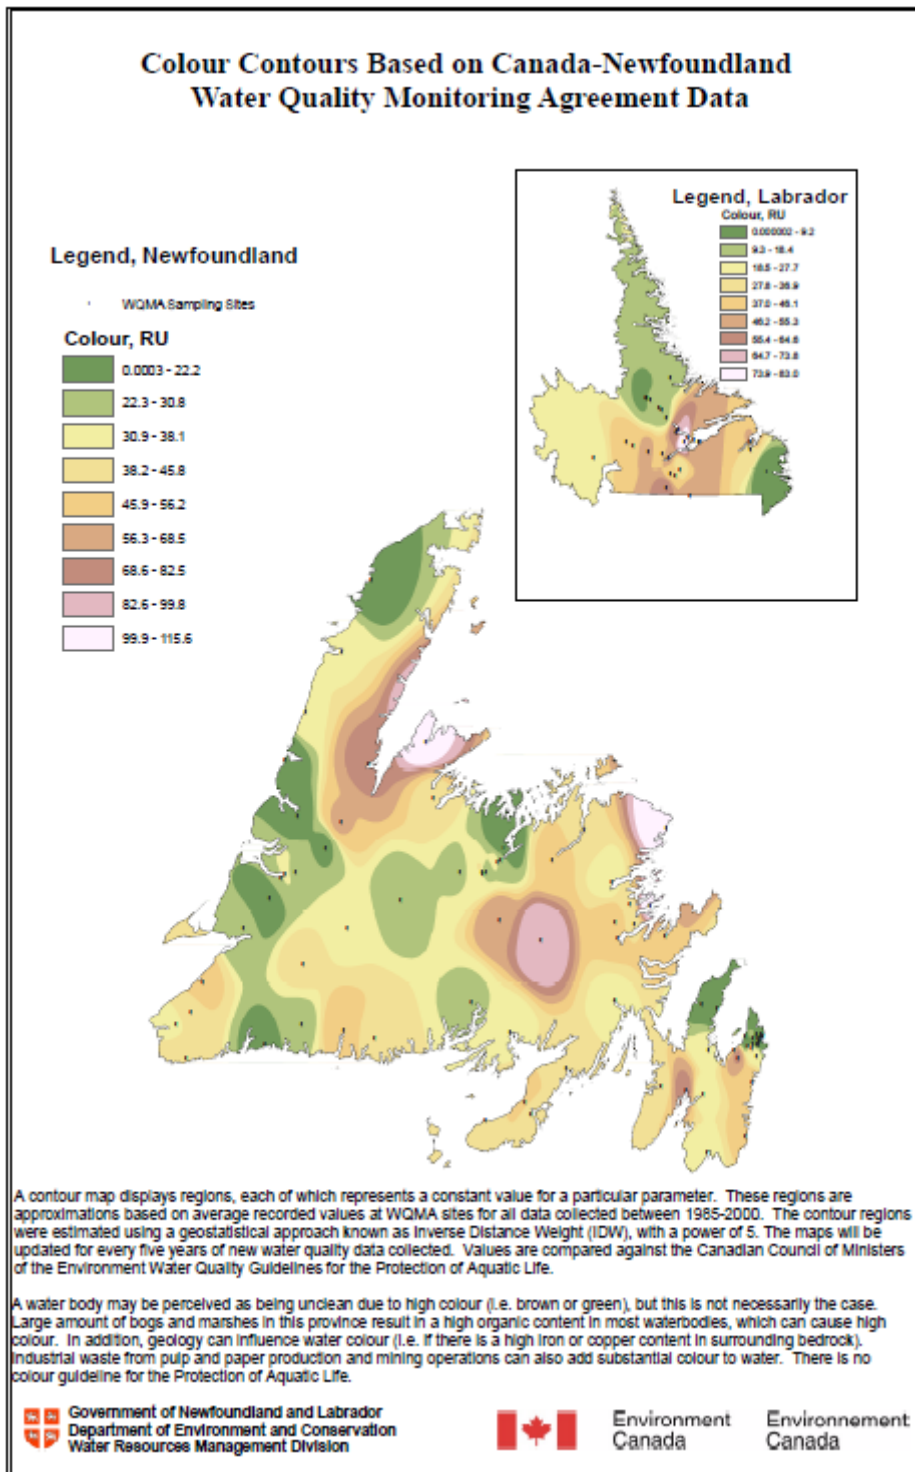 Colour Contours Based on Canada-Newfoundland
Water Quality Monitoring Agreement Data
Legend, Labrador
Colour, RU
0.000002 - 9.2
9.3 - 18.4
18.5 - 27.7
27.8 - 36.9
37.0 - 46.1
46.2 - 55.3
55.4 - 64.6
64.7 - 73.8
73.9 - 83.0
Legend, Newfoundland
WQMA Sampling Sites
Colour, RU
0.0003 - 22.2
22.3 - 30.8
30.9 - 38.1
38.2 - 45.8
45.9 - 56.2
56.3 - 68.5
68.6 - 82.5
82.6 - 99.8
99.9 - 115.6
A contour map displays regions, each of which represents a constant value for a particular parameter. These regions are
approximations based on average recorded values at WQMA sites for all data collected between 1985-2000. The contour regions
were estimated using a geostatistical approach known as Inverse Distance Weight (IDW), with a power of 5. The maps will be
updated for every five years of new water quality data collected. Values are compared against the Canadian Council of Ministers
of the Environment Water Quality Guidelines for the Protection of Aquatic Life.
A water body may be perceived as being unclean due to high colour (i.e. brown or green), but this is not necessarily the case.
Large amount of bogs and marshes in this province result in a high organic content in most waterbodies, which can cause high
colour. In addition, geology can influence water colour (i.e. if there is a high iron or copper content in surrounding bedrock).
Industrial waste from pulp and paper production and mining operations can also add substantial colour to water. There is no
colour guideline for the Protection of Aquatic Life.
Government of Newfoundland and Labrador
Department of Environment and Conservation
Water Resources Management Division
Environment
Canada
Environnement
Canada